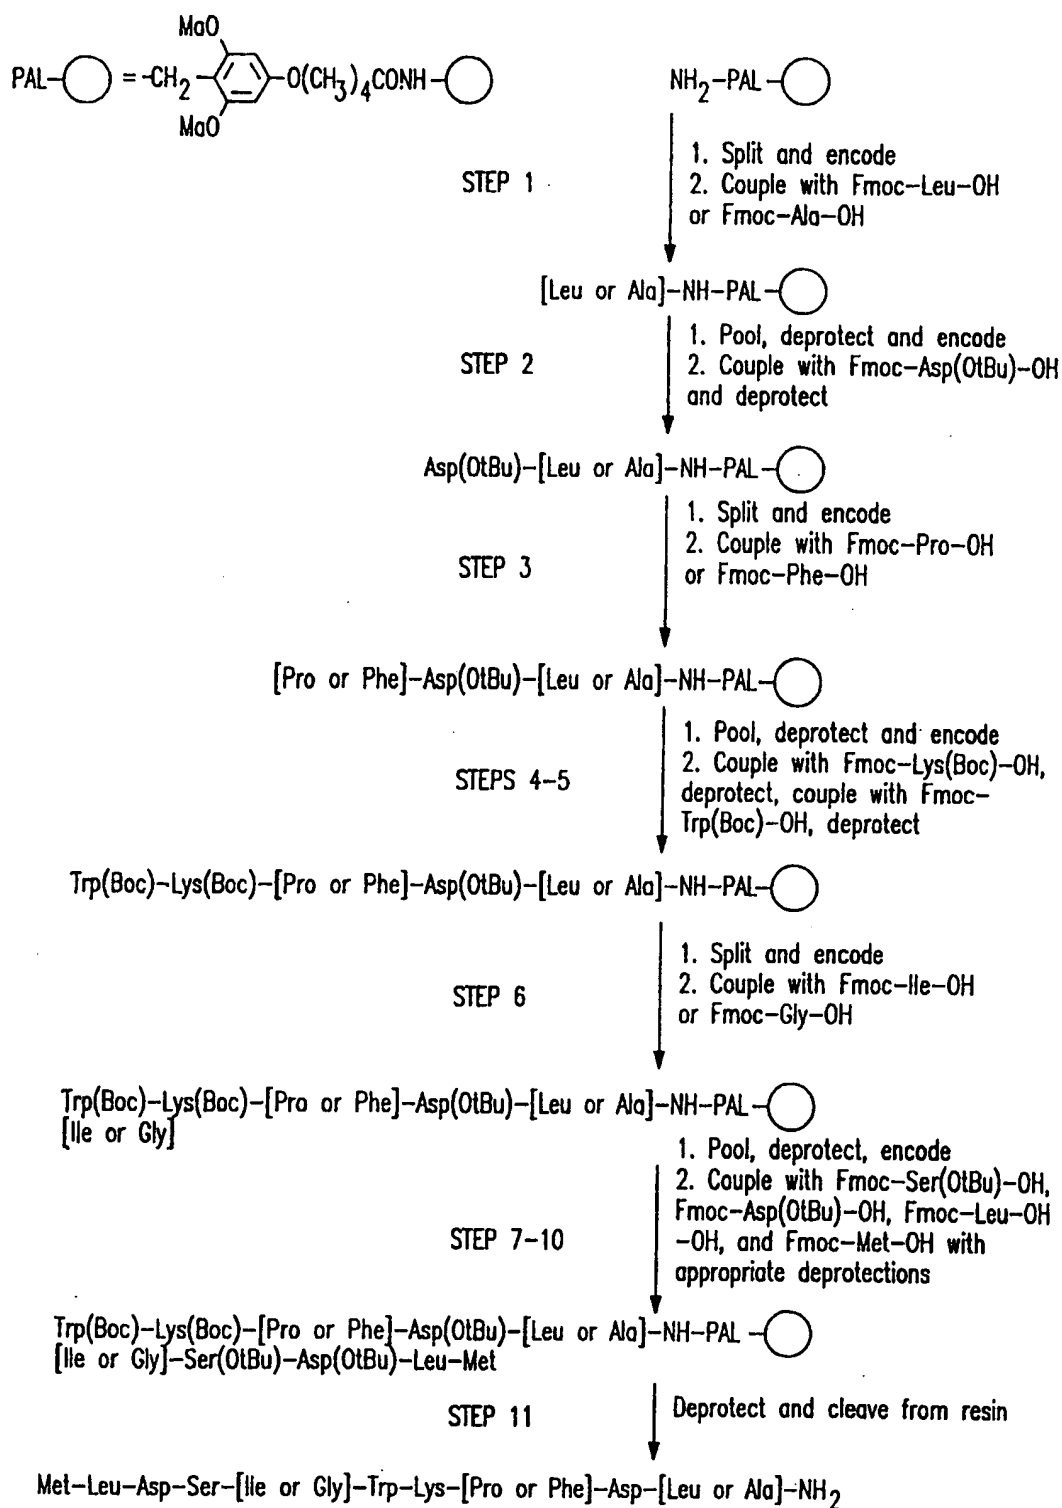 MaO
PAL- =-CH2- -O(CH3)4CONH-
MaO
NH2-PAL-
STEP 1
1. Split and encode
2. Couple with Fmoc-Leu-OH
or Fmoc-Ala-OH
[Leu or Ala]-NH-PAL-
STEP 2
1. Pool, deprotect and encode
2. Couple with Fmoc-Asp(OtBu)-OH
and deprotect
Asp(OtBu)-[Leu or Ala]-NH-PAL-
STEP 3
1. Split and encode
2. Couple with Fmoc-Pro-OH
or Fmoc-Phe-OH
[Pro or Phe]-Asp(OtBu)-[Leu or Ala]-NH-PAL-
STEPS 4-5
1. Pool, deprotect and encode
2. Couple with Fmoc-Lys(Boc)-OH,
deprotect, couple with Fmoc-
Trp(Boc)-OH, deprotect
Trp(Boc)-Lys(Boc)-[Pro or Phe]-Asp(OtBu)-[Leu or Ala]-NH-PAL-
STEP 6
1. Split and encode
2. Couple with Fmoc-Ile-OH
or Fmoc-Gly-OH
Trp(Boc)-Lys(Boc)-[Pro or Phe]-Asp(OtBu)-[Leu or Ala]-NH-PAL-
[Ile or Gly]
STEP 7-10
1. Pool, deprotect, encode
2. Couple with Fmoc-Ser(OtBu)-OH,
Fmoc-Asp(OtBu)-OH, Fmoc-Leu-OH
-OH, and Fmoc-Met-OH with
appropriate deprotections
Trp(Boc)-Lys(Boc)-[Pro or Phe]-Asp(OtBu)-[Leu or Ala]-NH-PAL-
[Ile or Gly]-Ser(OtBu)-Asp(OtBu)-Leu-Met
STEP 11
Deprotect and cleave from resin
Met-Leu-Asp-Ser-[Ile or Gly]-Trp-Lys-[Pro or Phe]-Asp-[Leu or Ala]-NH2